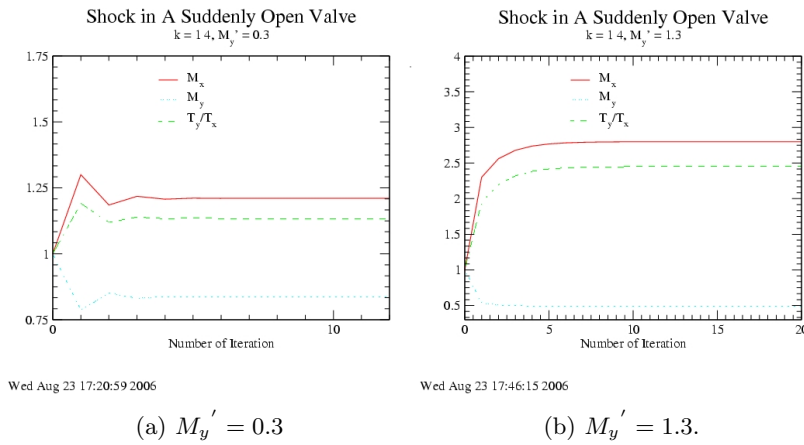 Shock in A Suddenly Open Valve
k = 1 4, My' = 0.3
1.75
1.5
1.25
1
0.75
Mx
My
Ty/Tx
0
10
Number of Iteration
Wed Aug 23 17:20:59 2006
(a) My' = 0.3
Shock in A Suddenly Open Valve
k = 1 4, My' = 1.3
4
3.5
3
2.5
2
1.5
1
0.5
Mx
My
Ty/Tx
0
5
10
15
20
Number of Iteration
Wed Aug 23 17:46:15 2006
(b) My' = 1.3.